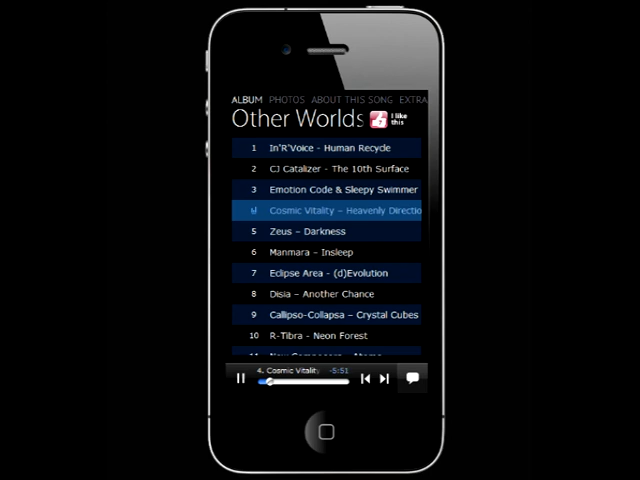 ALBUM PHOTOS ABOUT THIS SONG EXTRA
Other Worlds
I like
this
1 In'R'Voice - Human Recycle
2 CJ Catalizer - The 10th Surface
3 Emotion Code & Sleepy Swimmer
Cosmic Vitality – Heavenly Directio
5 Zeus – Darkness
6 Manmara – Insleep
7 Eclipse Area - (d)Evolution
8 Disia – Another Chance
9 Callipso-Collapsa – Crystal Cubes
10 R-Tibra – Neon Forest
4. Cosmic Vitality -5:51